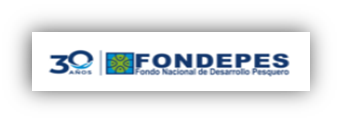 30 AÑOS
FONDEPES
Fondo Nacional de Desarrollo Pesquero